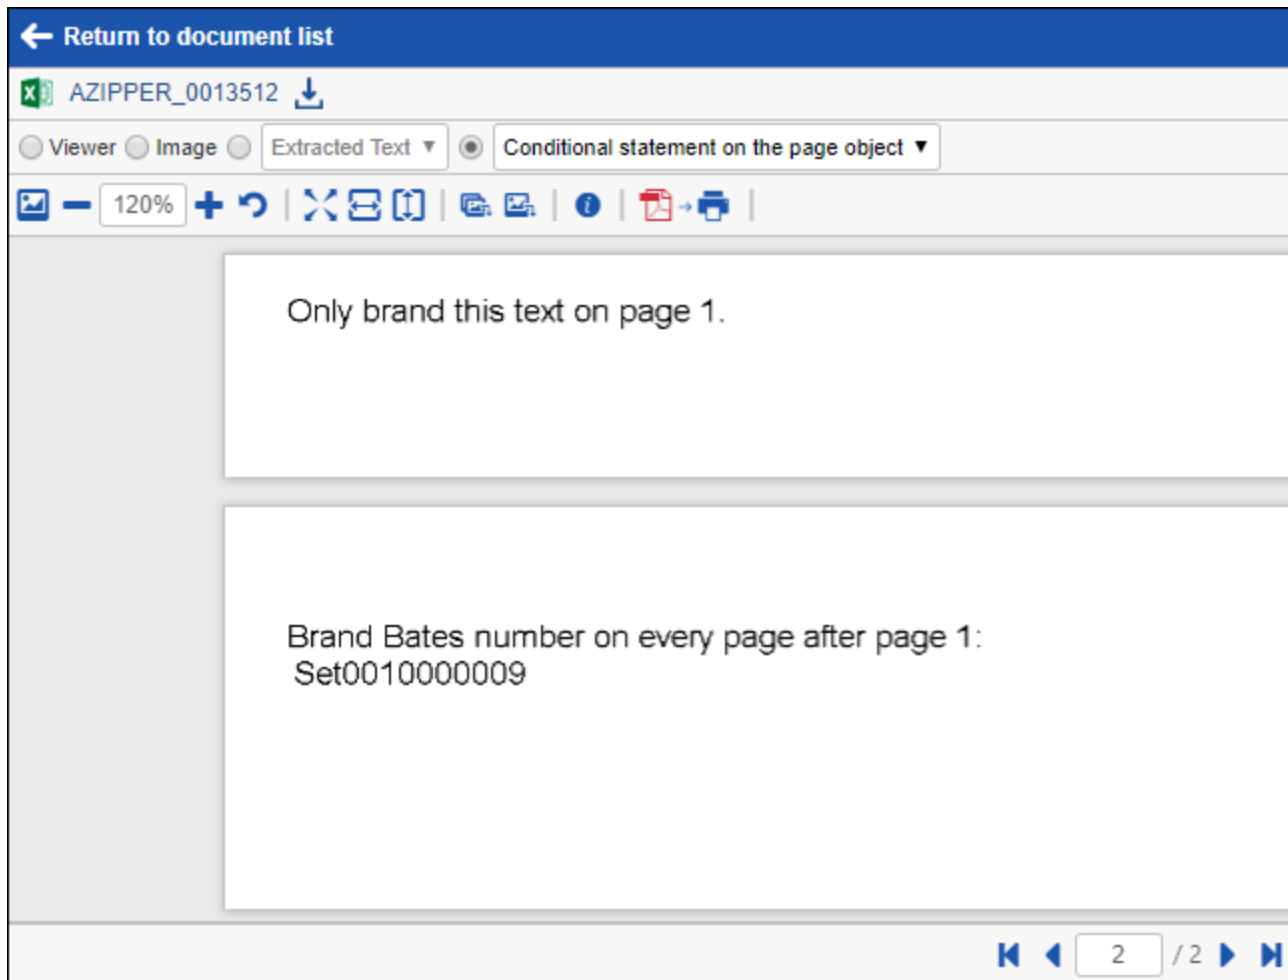 Return to document list
AZIPPER_0013512
Viewer Image Extracted Text Conditional statement on the page object
120%
Only brand this text on page 1.
Brand Bates number on every page after page 1:
Set0010000009
2 / 2